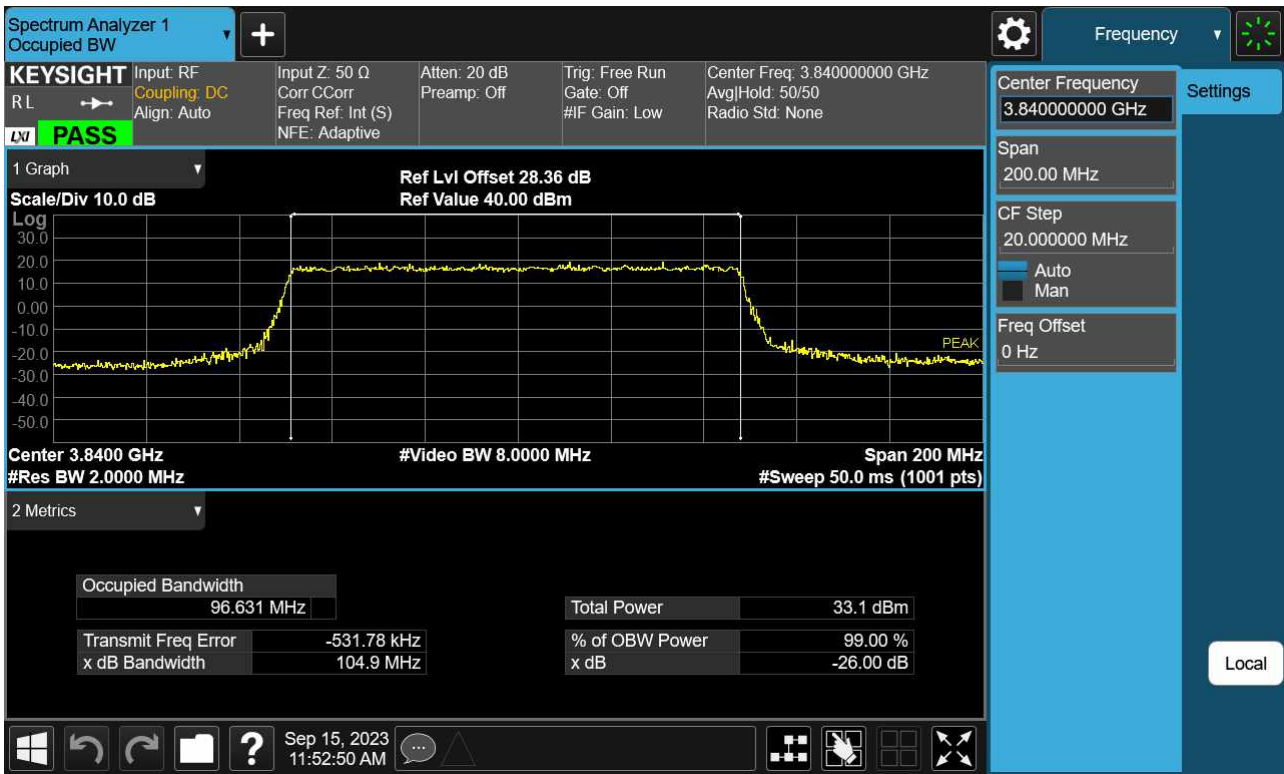 Spectrum Analyzer 1
Occupied BW
+
Frequency
KEYSIGHT
R L
LXI
PASS
Input: RF
Coupling: DC
Align: Auto
Input Z: 50 Ω
Corr CCorr
Freq Ref: Int (S)
NFE: Adaptive
Atten: 20 dB
Preamp: Off
Trig: Free Run
Gate: Off
#IF Gain: Low
Center Freq: 3.840000000 GHz
Avg|Hold: 50/50
Radio Std: None
Center Frequency
3.840000000 GHz
Settings
Span
200.00 MHz
CF Step
20.000000 MHz
Auto
Man
Freq Offset
0 Hz
Local
1 Graph
Scale/Div 10.0 dB
Ref Lvl Offset 28.36 dB
Ref Value 40.00 dBm
Log
30.0
20.0
10.0
0.00
-10.0
-20.0
-30.0
-40.0
-50.0
PEAK
Center 3.8400 GHz
#Video BW 8.0000 MHz
Span 200 MHz
#Res BW 2.0000 MHz
#Sweep 50.0 ms (1001 pts)
2 Metrics
Occupied Bandwidth
96.631 MHz
Total Power 33.1 dBm
Transmit Freq Error -531.78 kHz
% of OBW Power 99.00 %
x dB Bandwidth 104.9 MHz
x dB -26.00 dB
?
Sep 15, 2023
11:52:50 AM